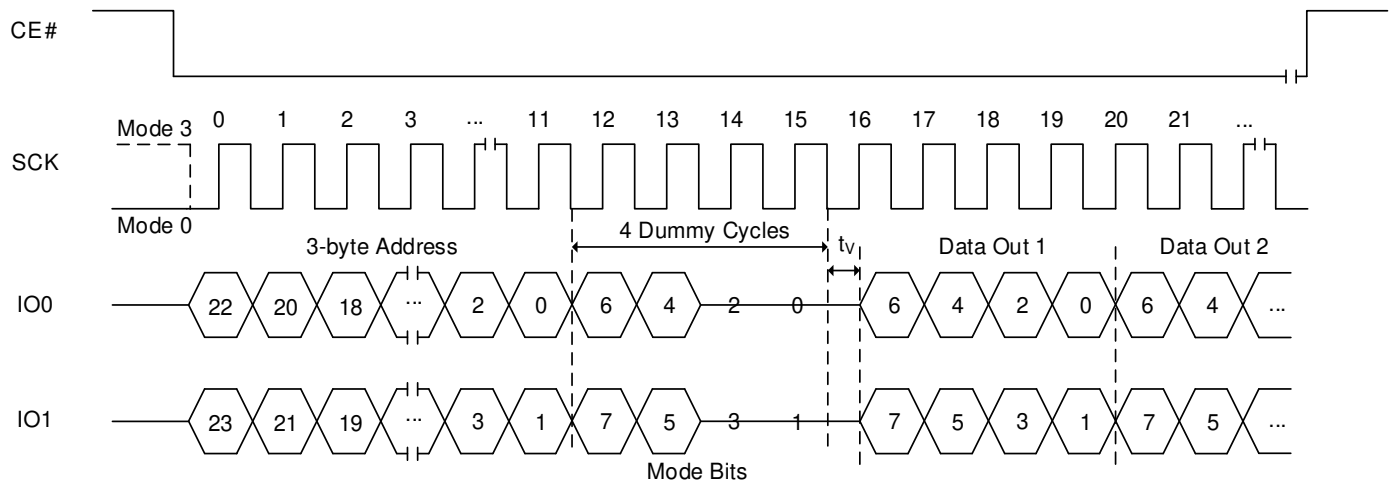 CE#
0 1 2 3 ... 11 12 13 14 15 16 17 18 19 20 21 ...
Mode 3
SCK
Mode 0
3-byte Address 4 Dummy Cycles tV Data Out 1 Data Out 2
IO0 22 20 18 ... 2 0 6 4 2 0 6 4 2 0 6 4 ...
IO1 23 21 19 ... 3 1 7 5 3 1 7 5 3 1 7 5 ...
Mode Bits